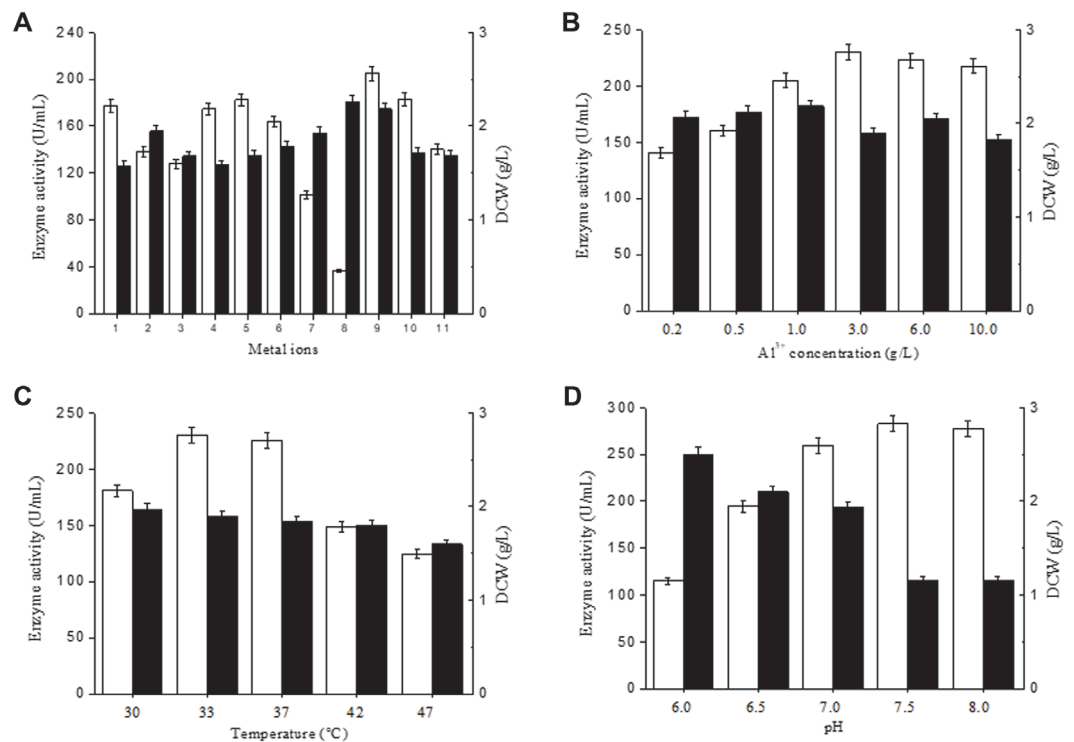 A
B
240
200
160
120
80
40
0
Enzyme activity (U/mL)
3
2
1
0
DCW (g/L)
1 2 3 4 5 6 7 8 9 10 11
Metal ions
250
200
150
100
50
0
Enzyme activity (U/mL)
3
2
1
0
DCW (g/L)
0.2 0.5 1.0 3.0 6.0 10.0
Al³⁺ concentration (g/L)
C
D
250
200
150
100
50
0
Enzyme activity (U/mL)
3
2
1
0
DCW (g/L)
30 33 37 42 47
Temperature (°C)
300
250
200
150
100
50
0
Enzyme activity (U/mL)
3
2
1
0
DCW (g/L)
6.0 6.5 7.0 7.5 8.0
pH